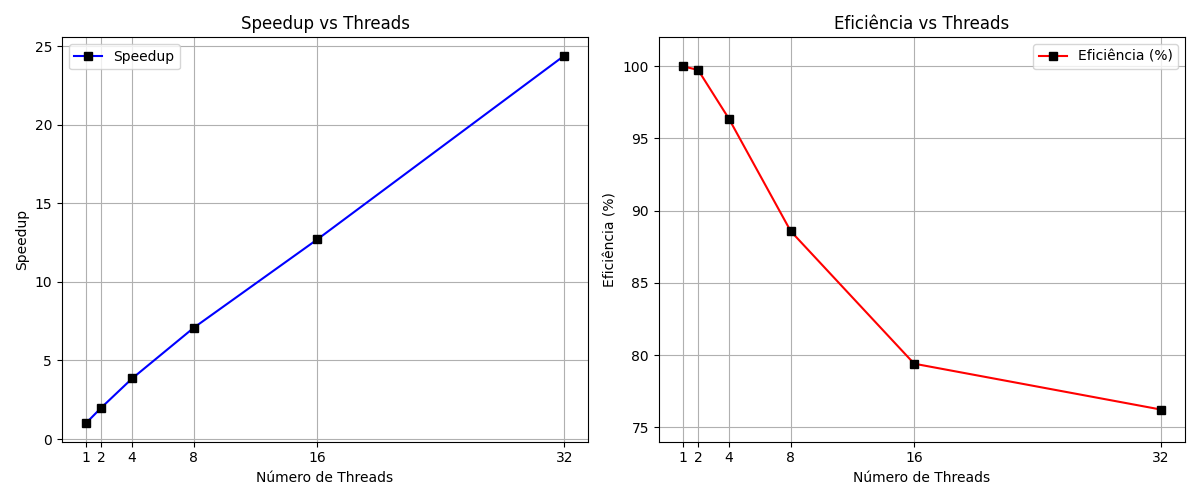 Speedup vs Threads
Speedup
25
20
15
10
5
0
Speedup
1 2 4 8 16 32
Número de Threads
Eficiência vs Threads
Eficiência (%)
100
95
90
85
80
75
Eficiência (%)
1 2 4 8 16 32
Número de Threads